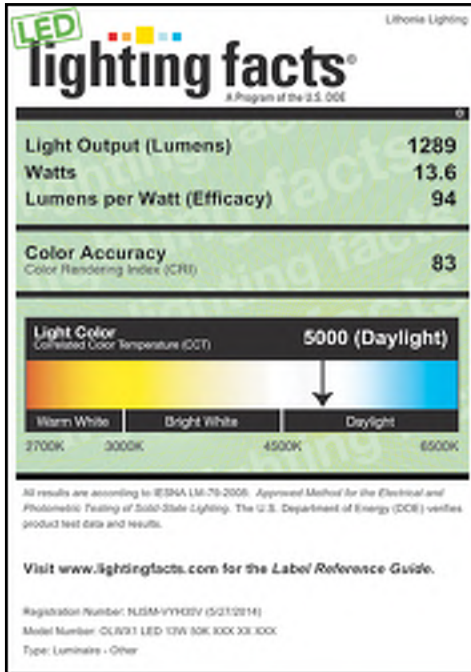 LED
Lithonia Lighting
lighting facts®
A Program of the U.S. DOE
Light Output (Lumens) 1289
Watts 13.6
Lumens per Watt (Efficacy) 94
Color Accuracy 83
Color Rendering Index (CRI)
Light Color 5000 (Daylight)
Correlated Color Temperature (CCT)
Warm White Bright White Daylight
2700K 3000K 4500K 6500K
All results are according to IESNA LM-79-2008: Approved Method for the Electrical and
Photometric Testing of Solid-State Lighting. The U.S. Department of Energy (DOE) verifies
product test data and results.
Visit www.lightingfacts.com for the Label Reference Guide.
Registration Number: (5/27/2014)
Model Number: OLWX1 LED 13W 50K XXX XX XXX
Type: Luminaire - Other